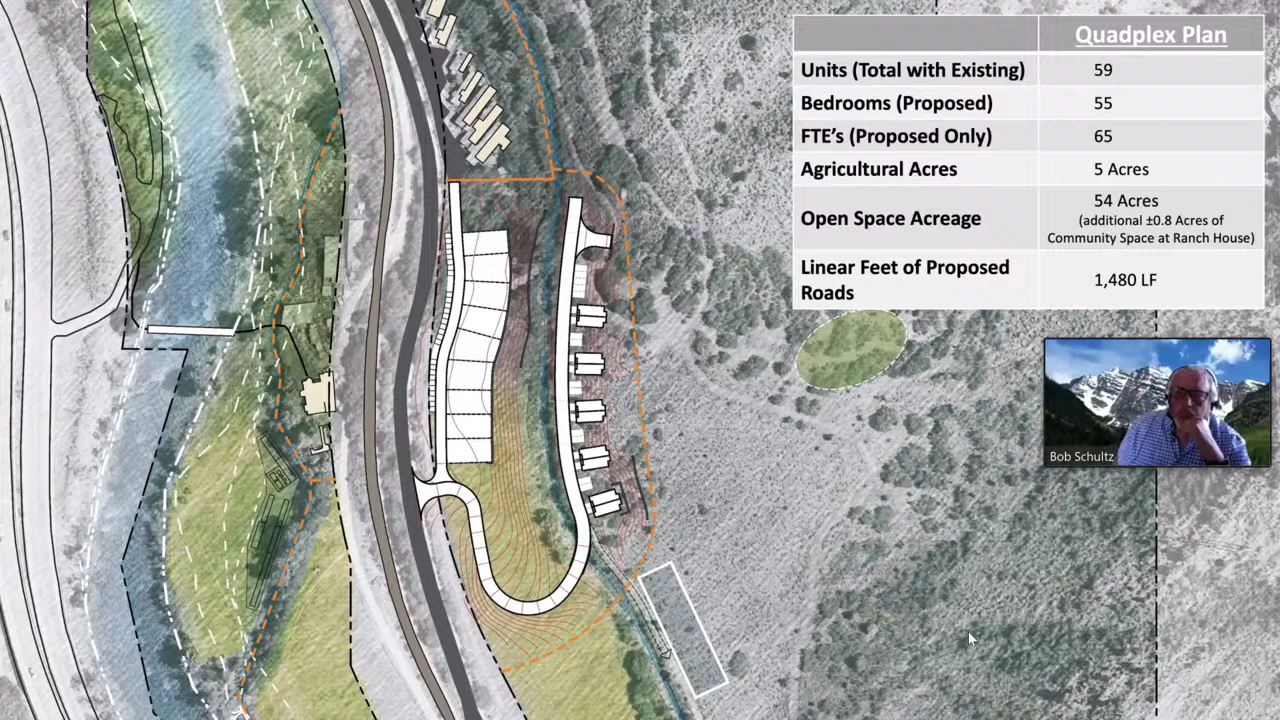 Quadplex Plan
Units (Total with Existing) 59
Bedrooms (Proposed) 55
FTE's (Proposed Only) 65
Agricultural Acres 5 Acres
Open Space Acreage 54 Acres
(additional ±0.8 Acres of
Community Space at Ranch House)
Linear Feet of Proposed
Roads 1,480 LF
Bob Schultz